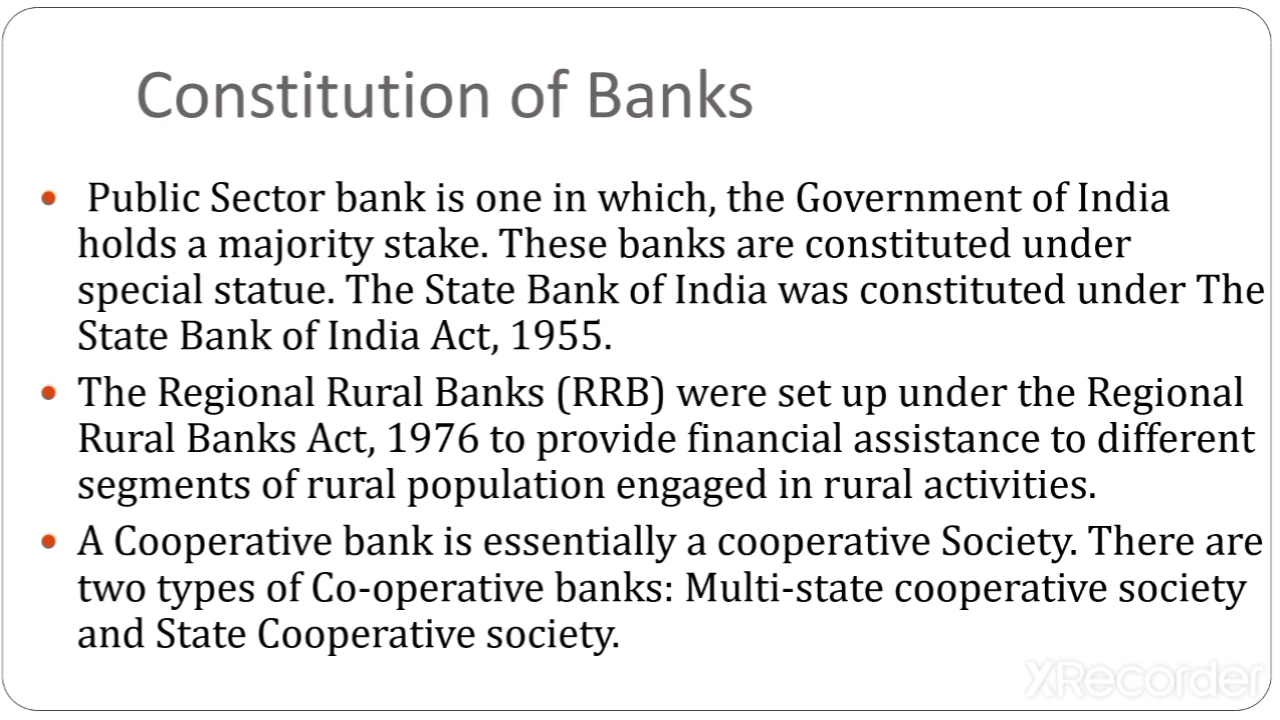 Constitution of Banks
• Public Sector bank is one in which, the Government of India
holds a majority stake. These banks are constituted under
special statue. The State Bank of India was constituted under The
State Bank of India Act, 1955.
• The Regional Rural Banks (RRB) were set up under the Regional
Rural Banks Act, 1976 to provide financial assistance to different
segments of rural population engaged in rural activities.
• A Cooperative bank is essentially a cooperative Society. There are
two types of Co-operative banks: Multi-state cooperative society
and State Cooperative society.
XRecorder